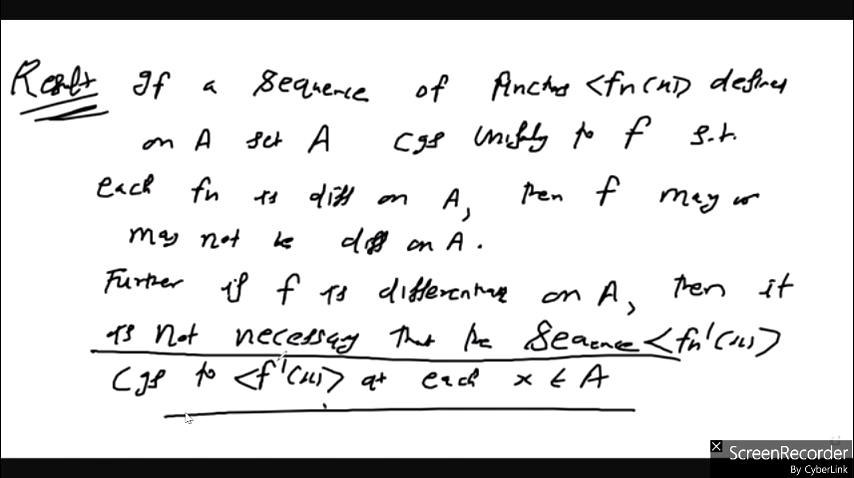 Result If a sequence of Functns <fn(x)> defined
on A set A cgs unifly to f s.t.
each fn is diff on A, then f may or
may not be diff on A.
Further if f is differentiable on A, then it
is not necessary that the sequence <fn'(x)>
cgs to <f'(x)> at each x ∈ A
ScreenRecorder
By CyberLink